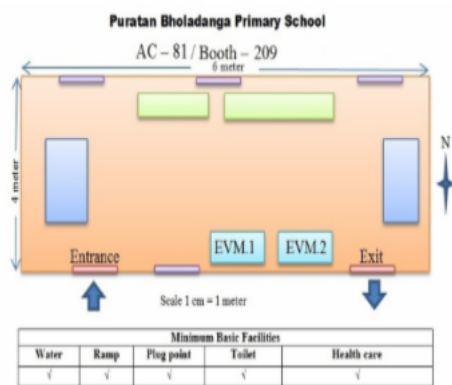 Puratan Bholadanga Primary School
AC – 81 / Booth – 209
6 meter
4 meter
N
EVM.1 EVM.2
Entrance Exit
Scale 1 cm = 1 meter
Minimum Basic Facilities
Water Ramp Plug point Toilet Health care
√ √ √ √ √